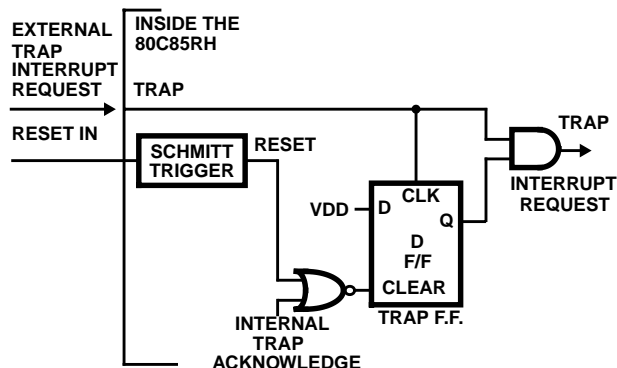 EXTERNAL
TRAP
INTERRUPT
REQUEST
INSIDE THE
80C85RH
TRAP
RESET IN
SCHMITT
TRIGGER
RESET
TRAP
INTERRUPT
REQUEST
VDD
D
CLK
Q
D
F/F
CLEAR
TRAP F.F.
INTERNAL
TRAP
ACKNOWLEDGE